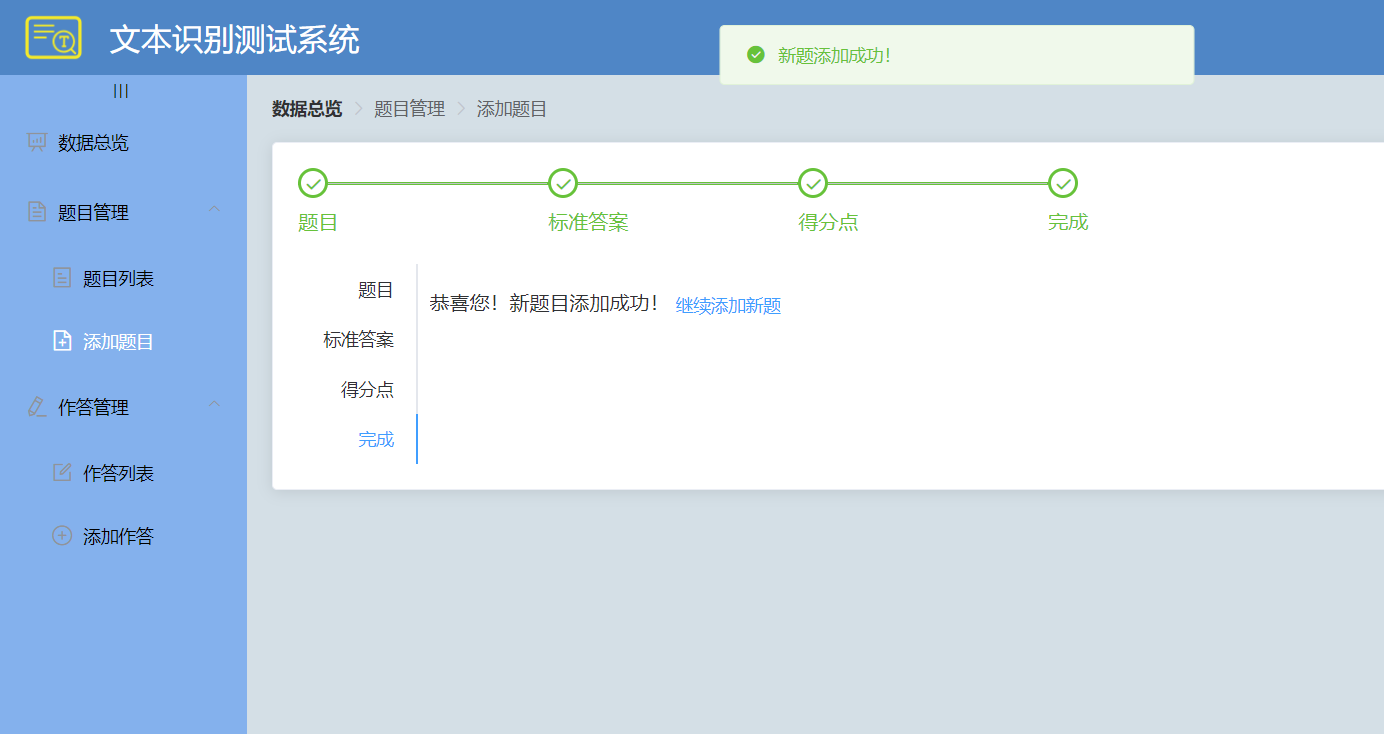 文本识别测试系统
新题添加成功！
数据总览
题目管理
题目列表
添加题目
作答管理
作答列表
添加作答
数据总览 题目管理 添加题目
题目 标准答案 得分点 完成
题目
标准答案
得分点
完成
恭喜您！新题目添加成功！ 继续添加新题